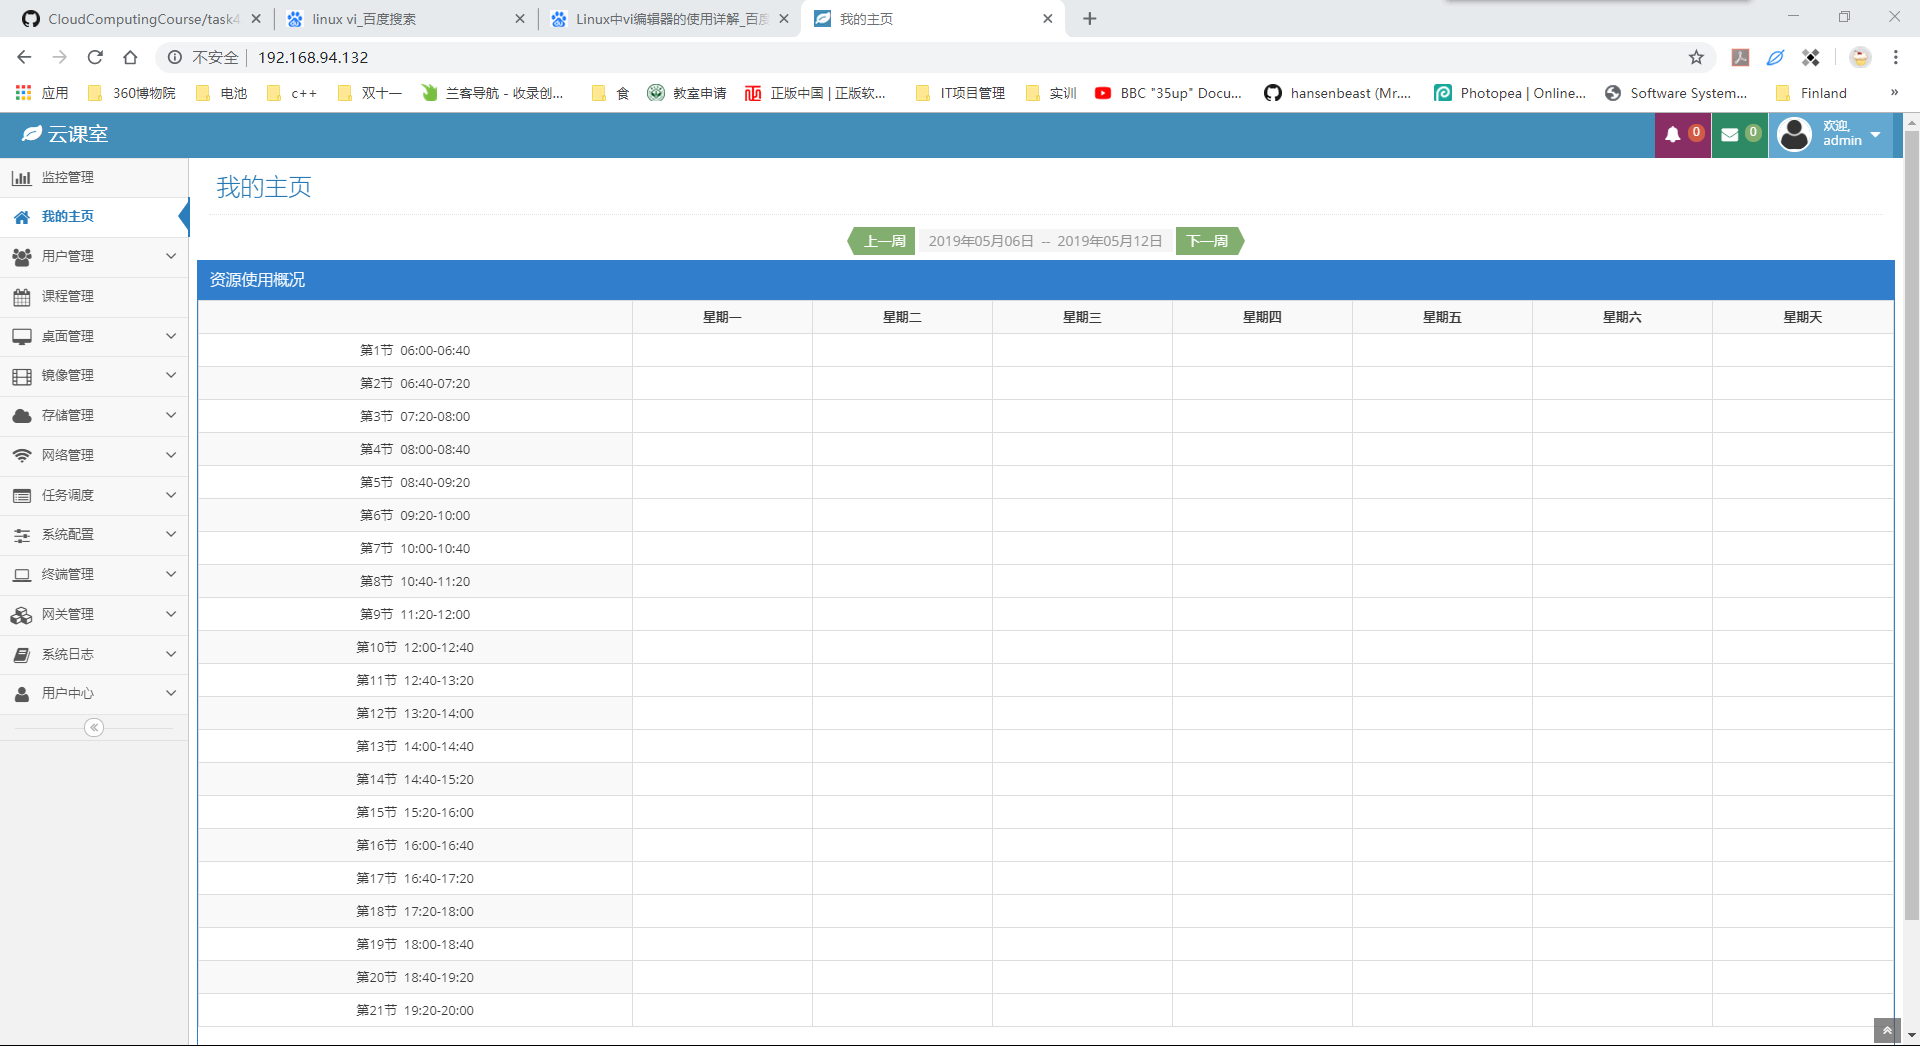 CloudComputingCourse/task4
linux vi_百度搜索
Linux中vi编辑器的使用详解_百度
我的主页
不安全 192.168.94.132
应用 360博物院 电池 c++ 双十一 兰客导航 - 收录创... 食 教室申请 正版中国 | 正版软... IT项目管理 实训 BBC "35up" Docu... hansenbeast (Mr.... Photopea | Online... Software System... Finland »
云课室
0 0 欢迎,
admin
监控管理
我的主页
用户管理
课程管理
桌面管理
镜像管理
存储管理
网络管理
任务调度
系统配置
终端管理
网关管理
系统日志
用户中心
我的主页
上一周 2019年05月06日 -- 2019年05月12日 下一周
资源使用概况
星期一 星期二 星期三 星期四 星期五 星期六 星期天
第1节 06:00-06:40
第2节 06:40-07:20
第3节 07:20-08:00
第4节 08:00-08:40
第5节 08:40-09:20
第6节 09:20-10:00
第7节 10:00-10:40
第8节 10:40-11:20
第9节 11:20-12:00
第10节 12:00-12:40
第11节 12:40-13:20
第12节 13:20-14:00
第13节 14:00-14:40
第14节 14:40-15:20
第15节 15:20-16:00
第16节 16:00-16:40
第17节 16:40-17:20
第18节 17:20-18:00
第19节 18:00-18:40
第20节 18:40-19:20
第21节 19:20-20:00